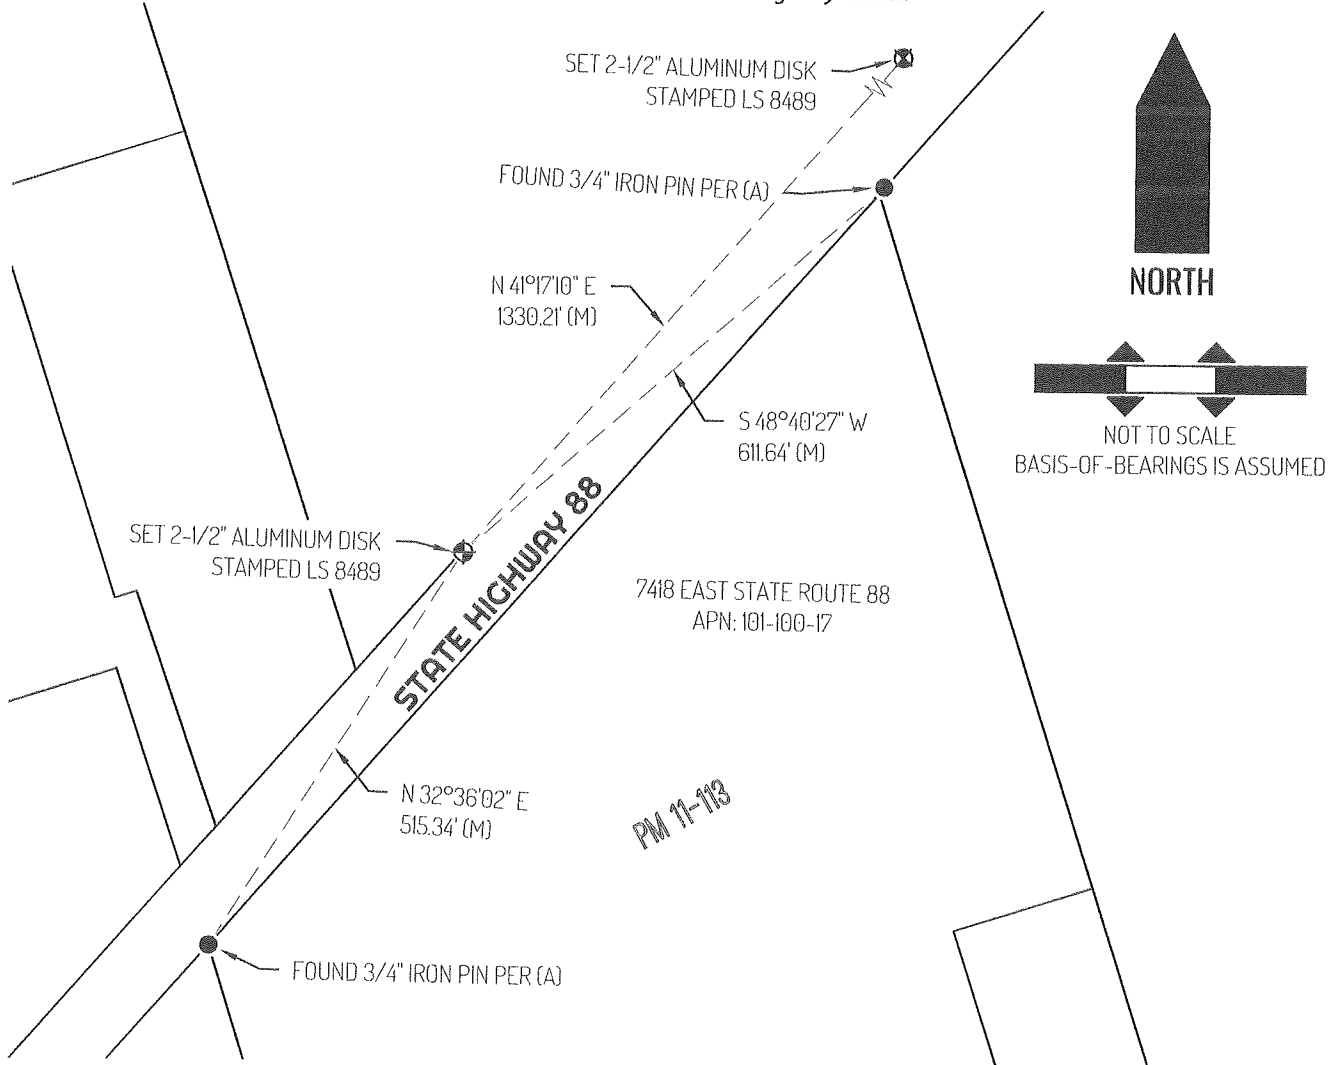 SET 2-1/2" ALUMINUM DISK
STAMPED LS 8489
FOUND 3/4" IRON PIN PER (A)
NORTH
N 41°17'10" E
1330.21' (M)
S 48°40'27" W
611.64' (M)
NOT TO SCALE
BASIS-OF-BEARINGS IS ASSUMED
SET 2-1/2" ALUMINUM DISK
STAMPED LS 8489
STATE HIGHWAY 88
7418 EAST STATE ROUTE 88
APN: 101-100-17
N 32°36'02" E
515.34' (M)
PM 11-113
FOUND 3/4" IRON PIN PER (A)